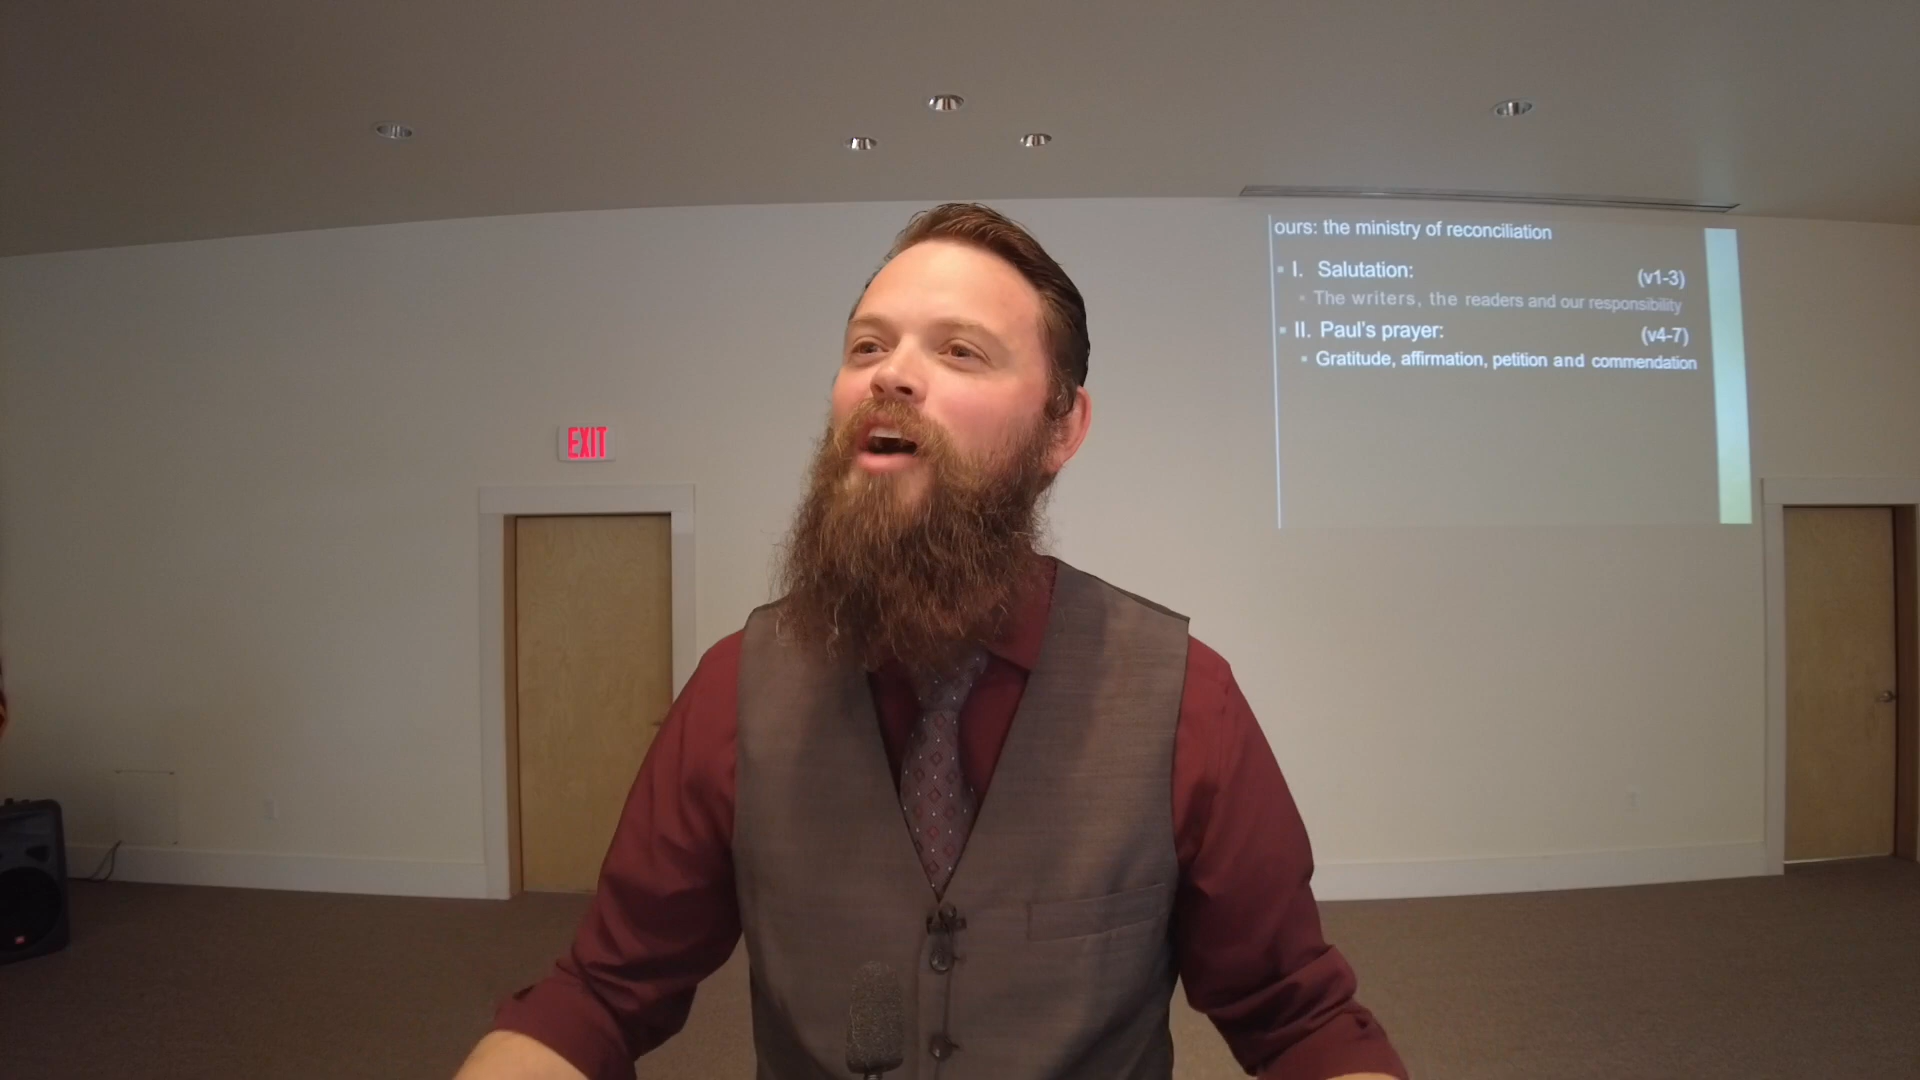 EXIT
ours: the ministry of reconciliation
▪ I. Salutation: (v1-3)
▪ The writers, the readers and our responsibility
▪ II. Paul's prayer: (v4-7)
▪ Gratitude, affirmation, petition and commendation